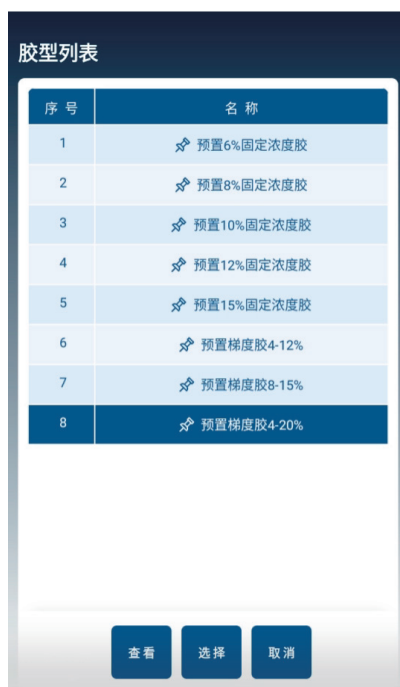 胶型列表
序 号 名 称
1 预置6%固定浓度胶
2 预置8%固定浓度胶
3 预置10%固定浓度胶
4 预置12%固定浓度胶
5 预置15%固定浓度胶
6 预置梯度胶4-12%
7 预置梯度胶8-15%
8 预置梯度胶4-20%
查看 选择 取消